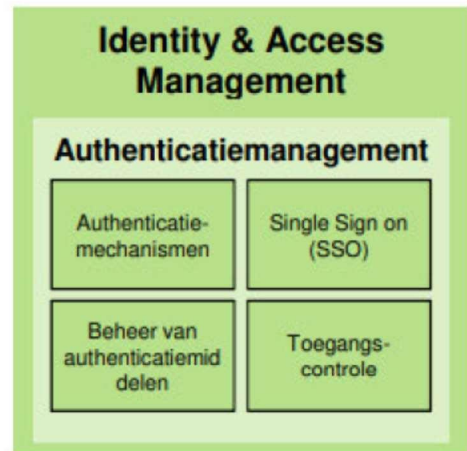 Identity & Access
Management
Authenticatiemanagement
Authenticatie-
mechanismen
Single Sign on
(SSO)
Beheer van
authenticatiemid
delen
Toegangs-
controle